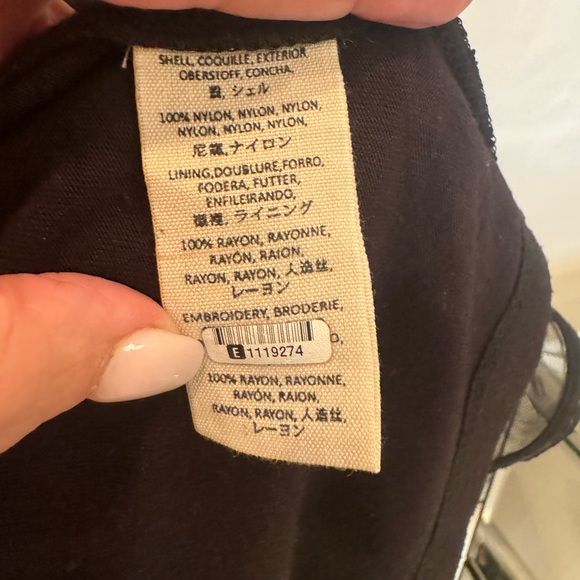 SHELL, COQUILLE, EXTERIOR
OBERSTOFF, CONCHA,
シェル
100% NYLON, NYLON, NYLON,
NYLON, NYLON, NYLON,
尼龍,ナイロン
LINING,DOUBLURE,FORRO,
FODERA, FUTTER,
ENFILEIRANDO,
ライニング
100% RAYON, RAYONNE,
RAYÓN, RAION,
RAYON, RAYON, 人造丝,
レーヨン
EMBROIDERY, BRODERIE,
E 1119274
100% RAYON, RAYONNE,
RAYÓN, RAION,
RAYON, RAYON, 人造丝,
レーヨン